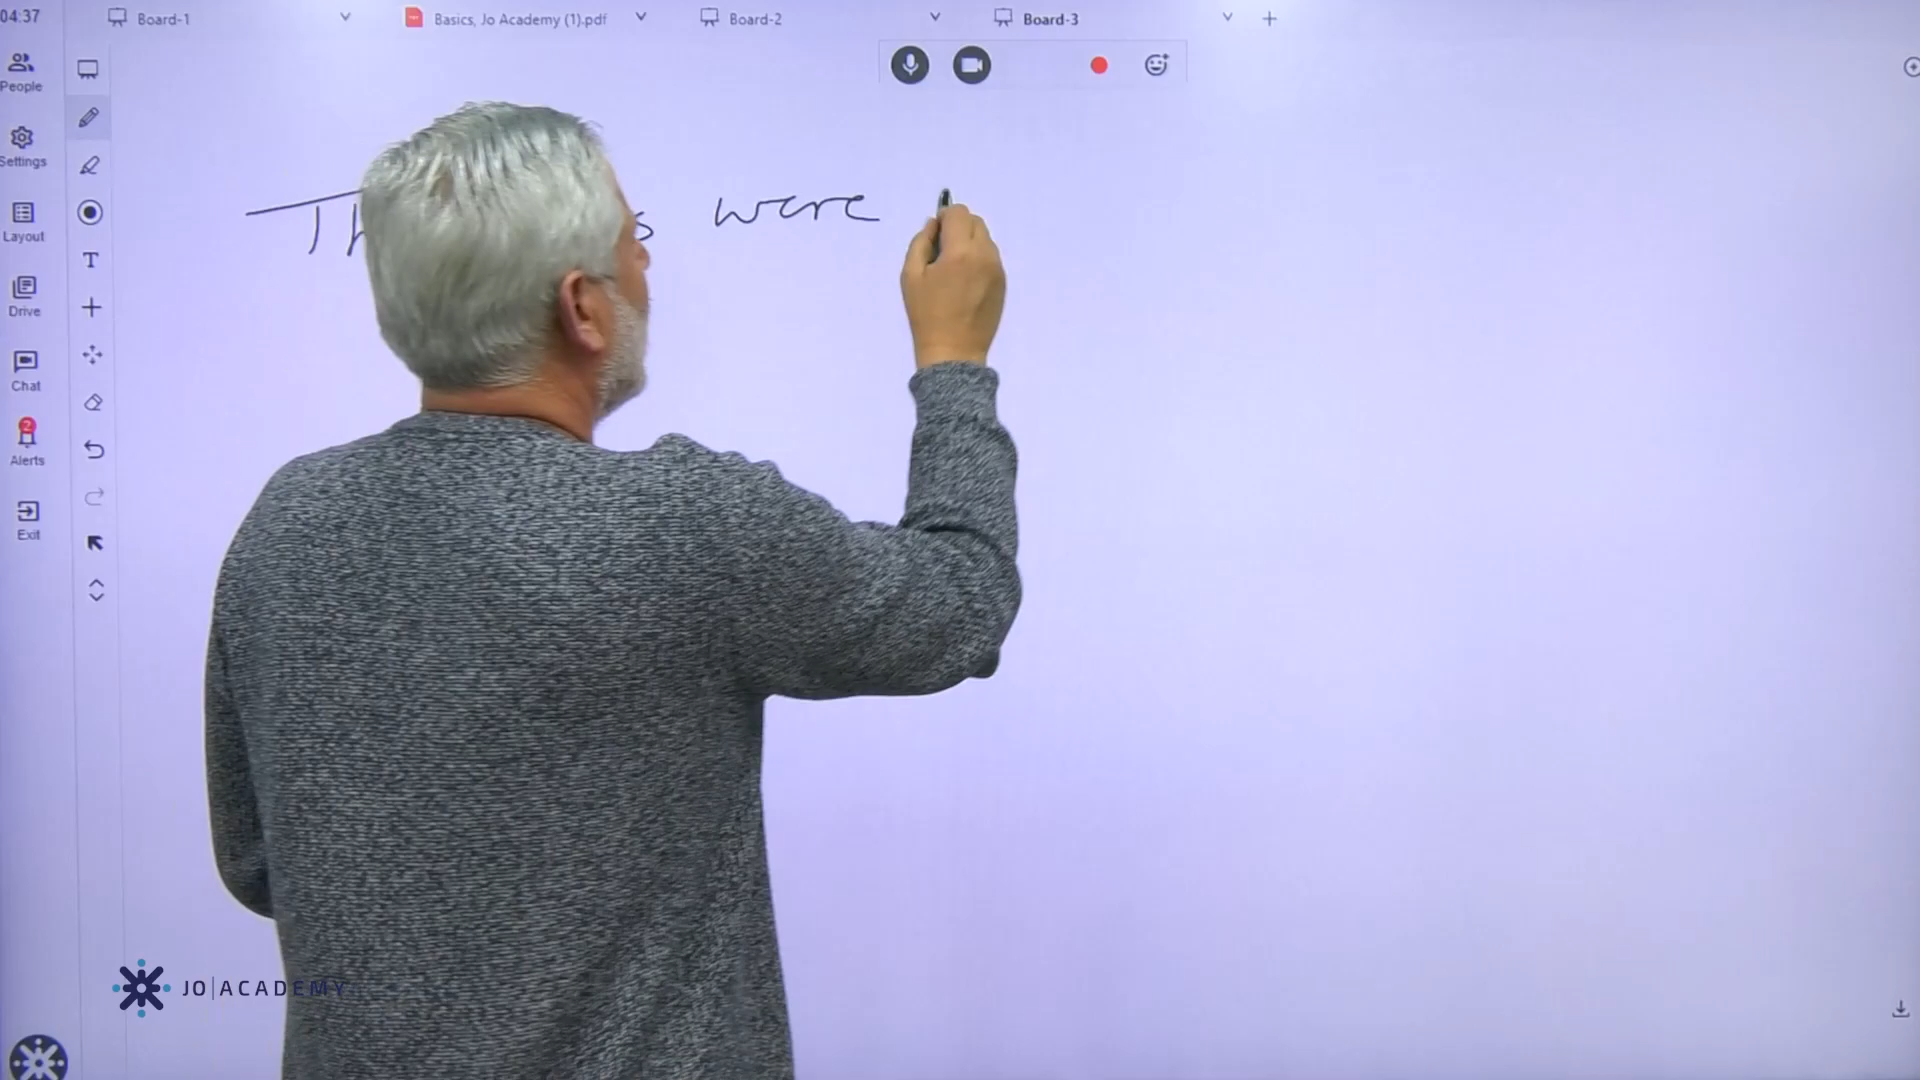 04:37
Board-1
Basics, Jo Academy (1).pdf
Board-2
Board-3
People
Settings
Layout
Drive
Chat
2
Alerts
Exit
T
were
JO|ACADEMY